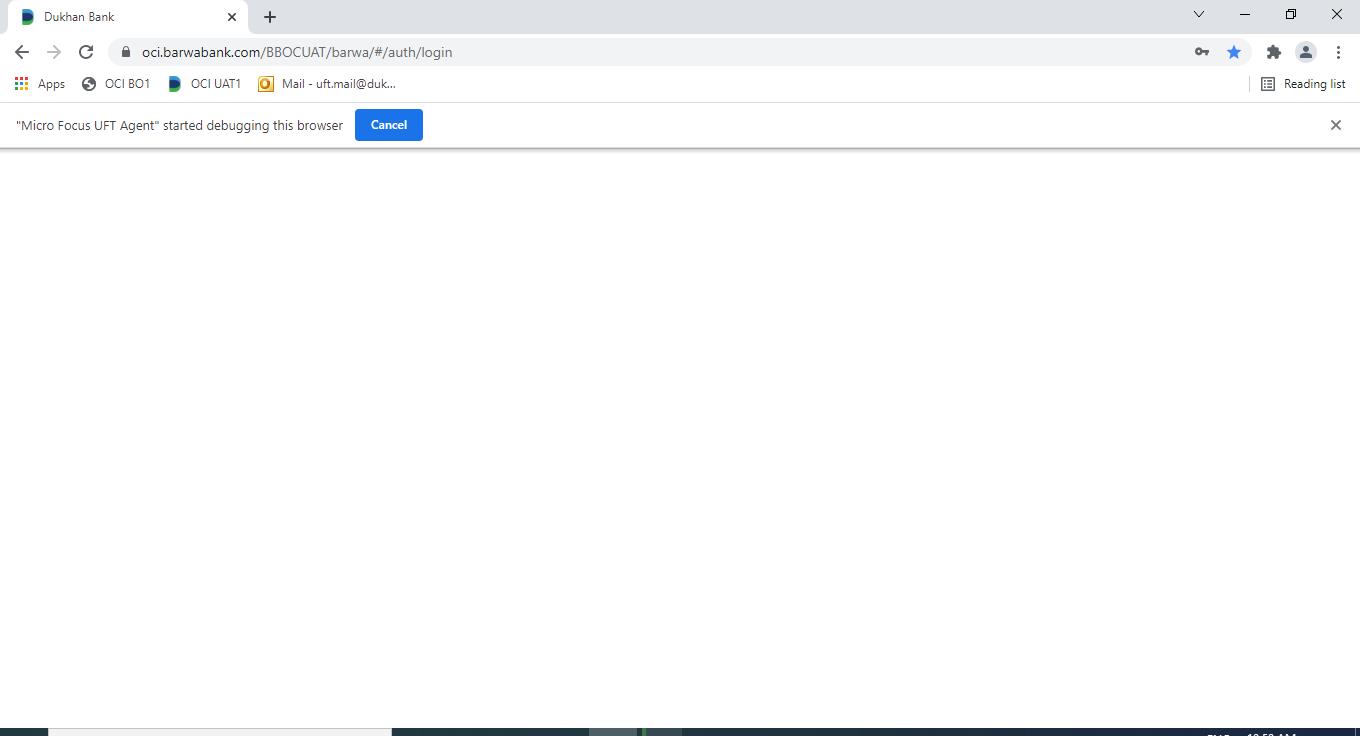 Dukhan Bank
oci.barwabank.com/BBOCUAT/barwa/#/auth/login
Apps OCI BO1 OCI UAT1 Mail - uft.mail@duk... Reading list
"Micro Focus UFT Agent" started debugging this browser Cancel